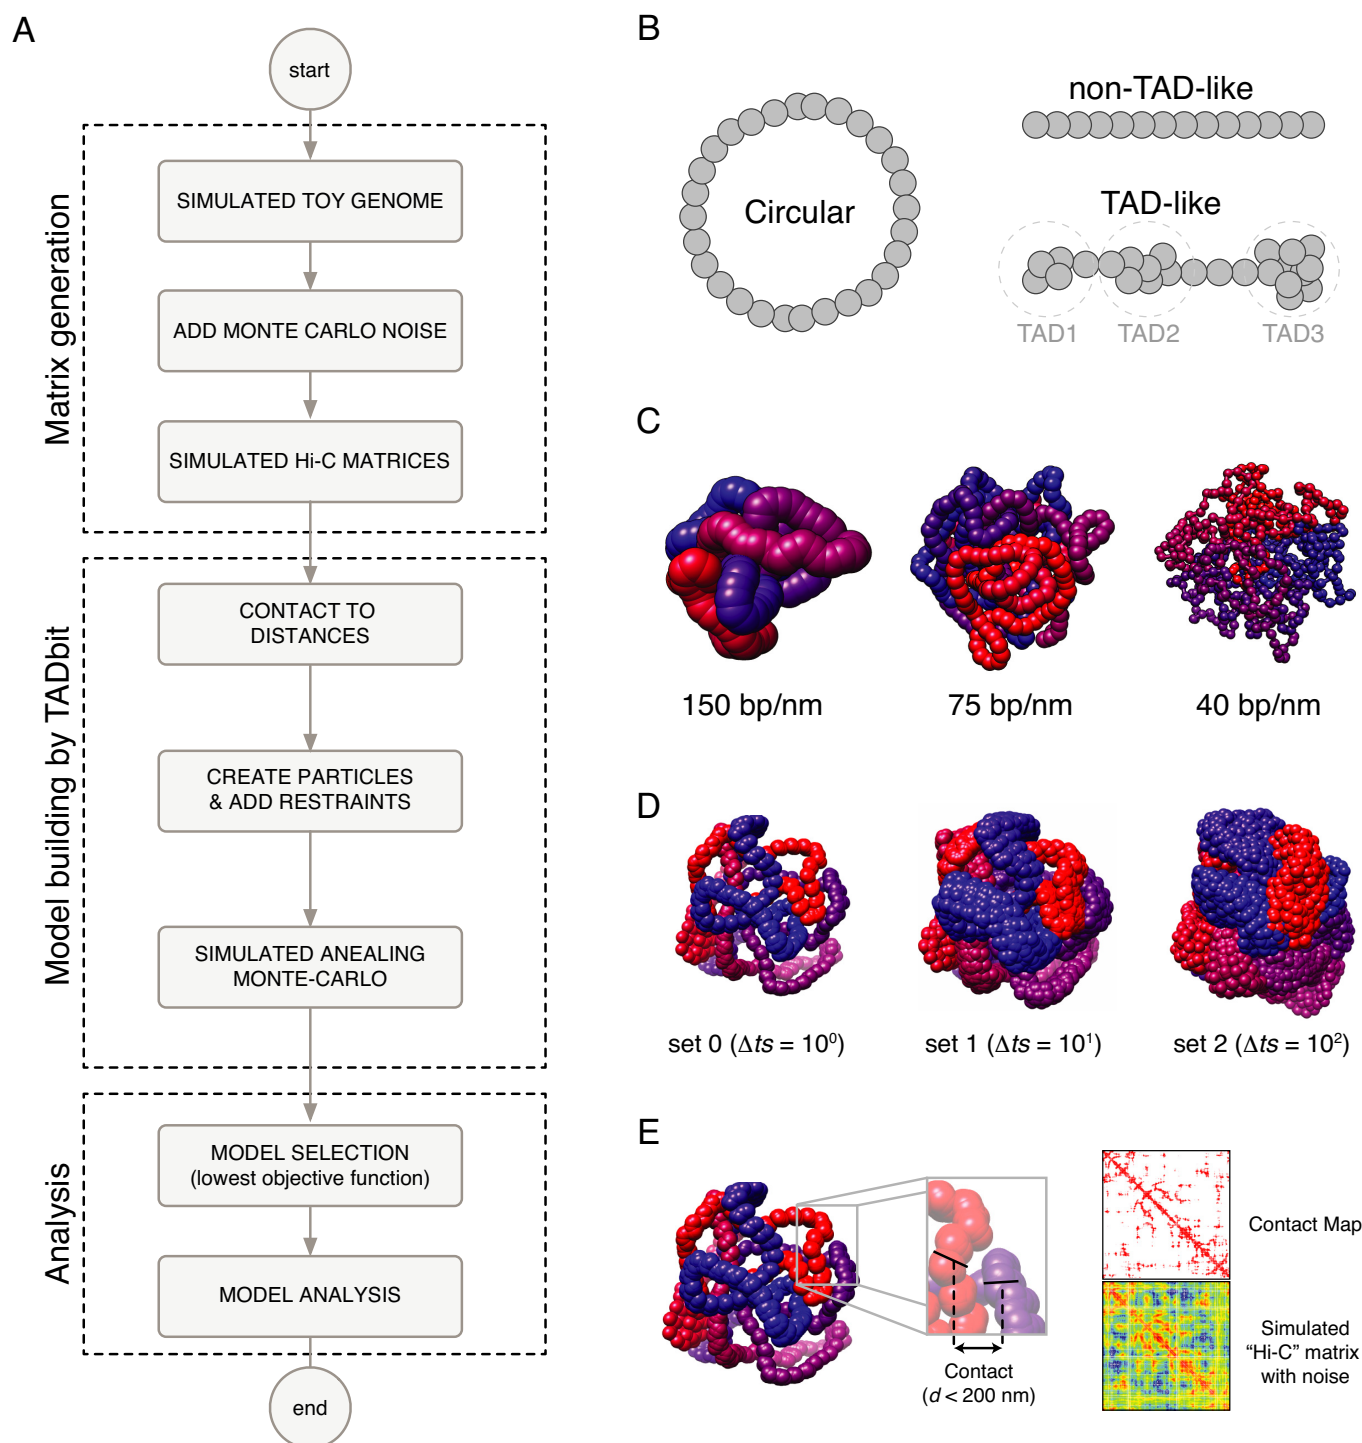 A
start
Matrix generation
SIMULATED TOY GENOME
ADD MONTE CARLO NOISE
SIMULATED Hi-C MATRICES
Model building by TADbit
CONTACT TO
DISTANCES
CREATE PARTICLES
& ADD RESTRAINTS
SIMULATED ANEALING
MONTE-CARLO
Analysis
MODEL SELECTION
(lowest objective function)
MODEL ANALYSIS
end
B
Circular
non-TAD-like
TAD-like
TAD1
TAD2
TAD3
C
150 bp/nm
75 bp/nm
40 bp/nm
D
set 0 (Δts = 10⁰)
set 1 (Δts = 10¹)
set 2 (Δts = 10²)
E
Contact
(d < 200 nm)
Contact Map
Simulated
“Hi-C” matrix
with noise